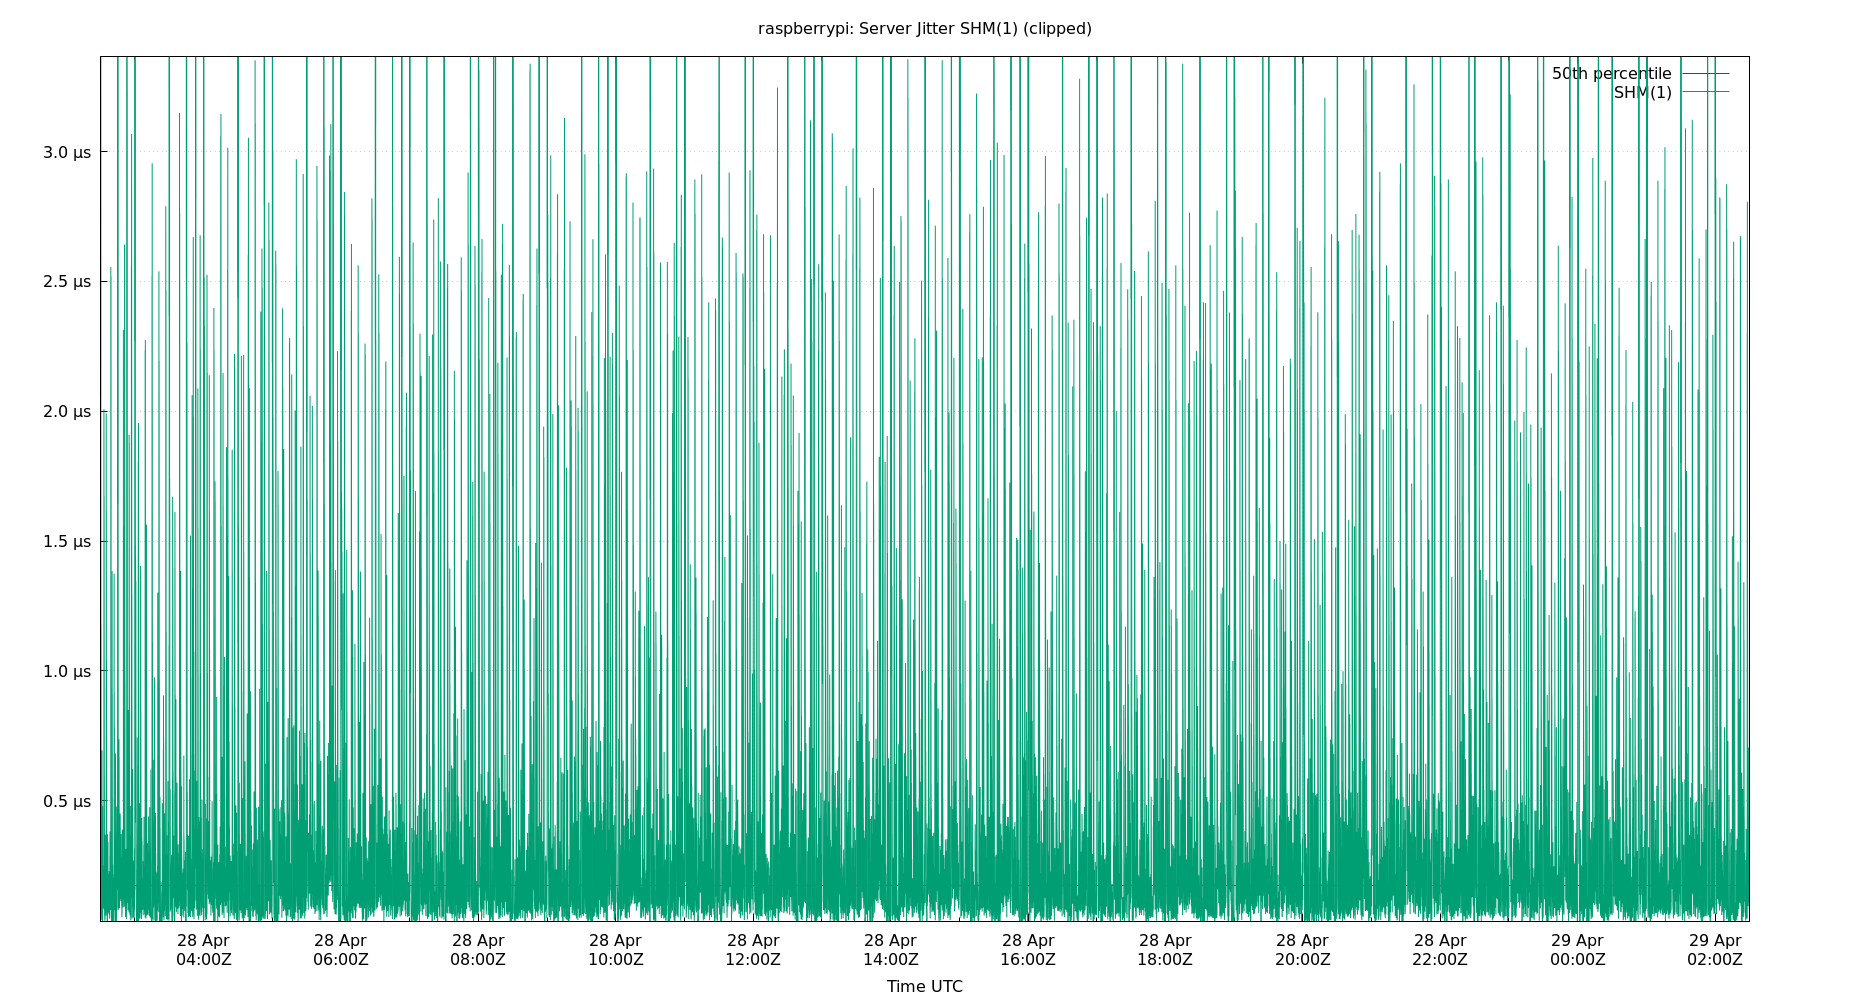 raspberrypi: Server Jitter SHM(1) (clipped)
50th percentile
SHM(1)
3.0 µs
2.5 µs
2.0 µs
1.5 µs
1.0 µs
0.5 µs
28 Apr 28 Apr 28 Apr 28 Apr 28 Apr 28 Apr 28 Apr 28 Apr 28 Apr 28 Apr 29 Apr 29 Apr
04:00Z 06:00Z 08:00Z 10:00Z 12:00Z 14:00Z 16:00Z 18:00Z 20:00Z 22:00Z 00:00Z 02:00Z
Time UTC